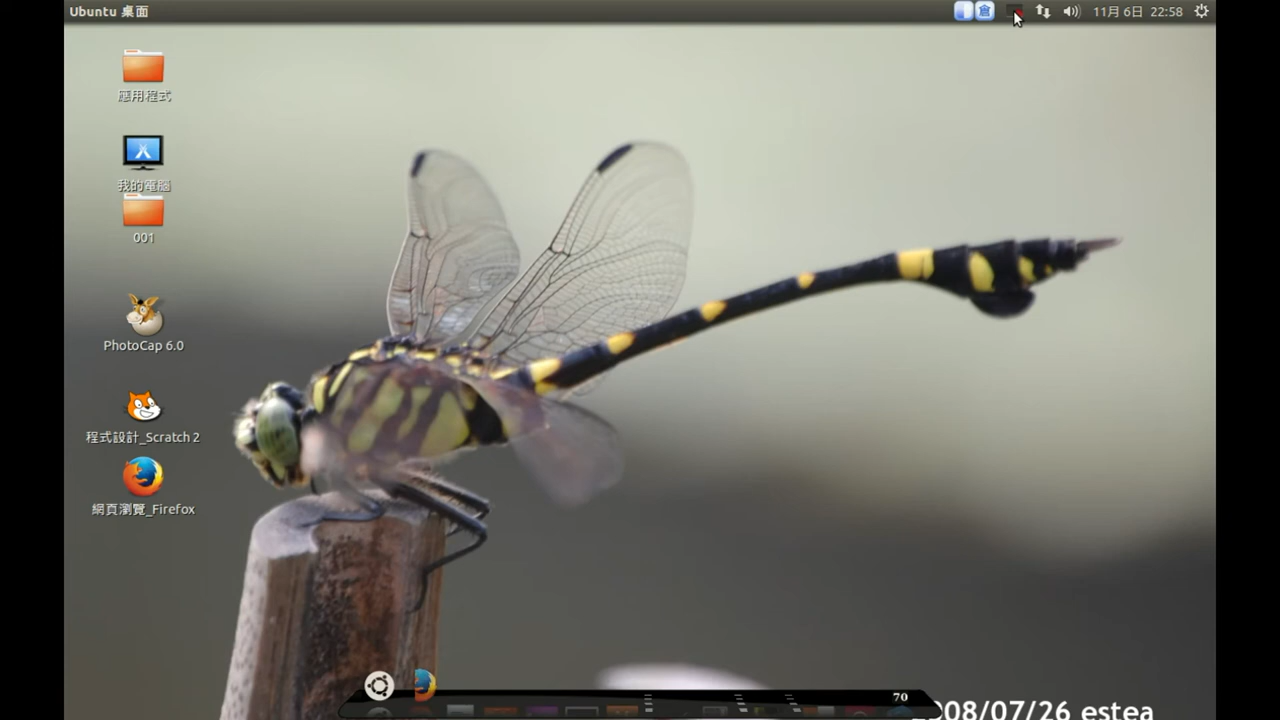 Ubuntu 桌面
倉
11月 6日 22:58
應用程式
我的電腦
001
PhotoCap 6.0
程式設計_Scratch 2
網頁瀏覽_Firefox
70
08/07/26 estea